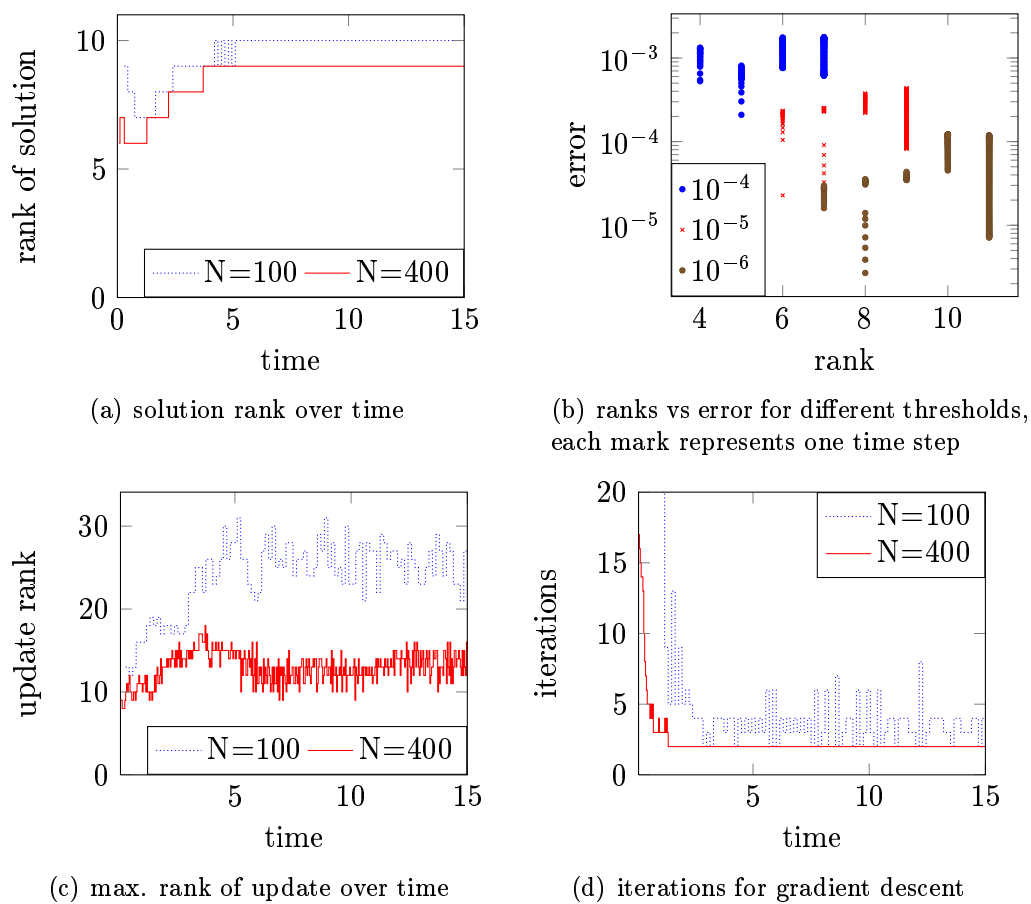 10
5
0
rank of solution
N=100
N=400
0
5
10
15
time
(a) solution rank over time
10⁻³
10⁻⁴
10⁻⁵
error
10⁻⁴
10⁻⁵
10⁻⁶
4
6
8
10
rank
(b) ranks vs error for different thresholds,
each mark represents one time step
30
20
10
0
update rank
N=100
N=400
5
10
15
time
(c) max. rank of update over time
20
15
10
5
0
iterations
N=100
N=400
5
10
15
time
(d) iterations for gradient descent